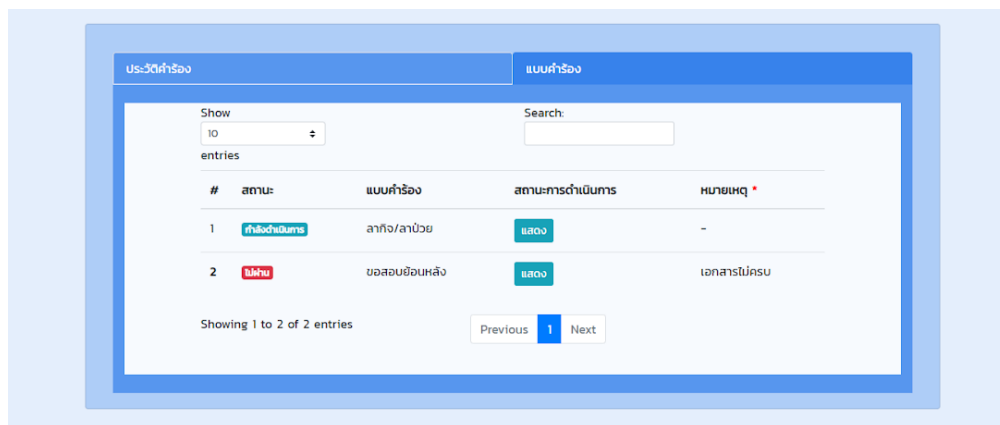 ประวัติคำร้อง แบบคำร้อง
Show Search:
10
entries
# สถานะ แบบคำร้อง สถานะการดำเนินการ หมายเหตุ *
1 กำลังดำเนินการ ลากิจ/ลาป่วย แสดง -
2 ไม่ผ่าน ขอสอบย้อนหลัง แสดง เอกสารไม่ครบ
Showing 1 to 2 of 2 entries Previous 1 Next